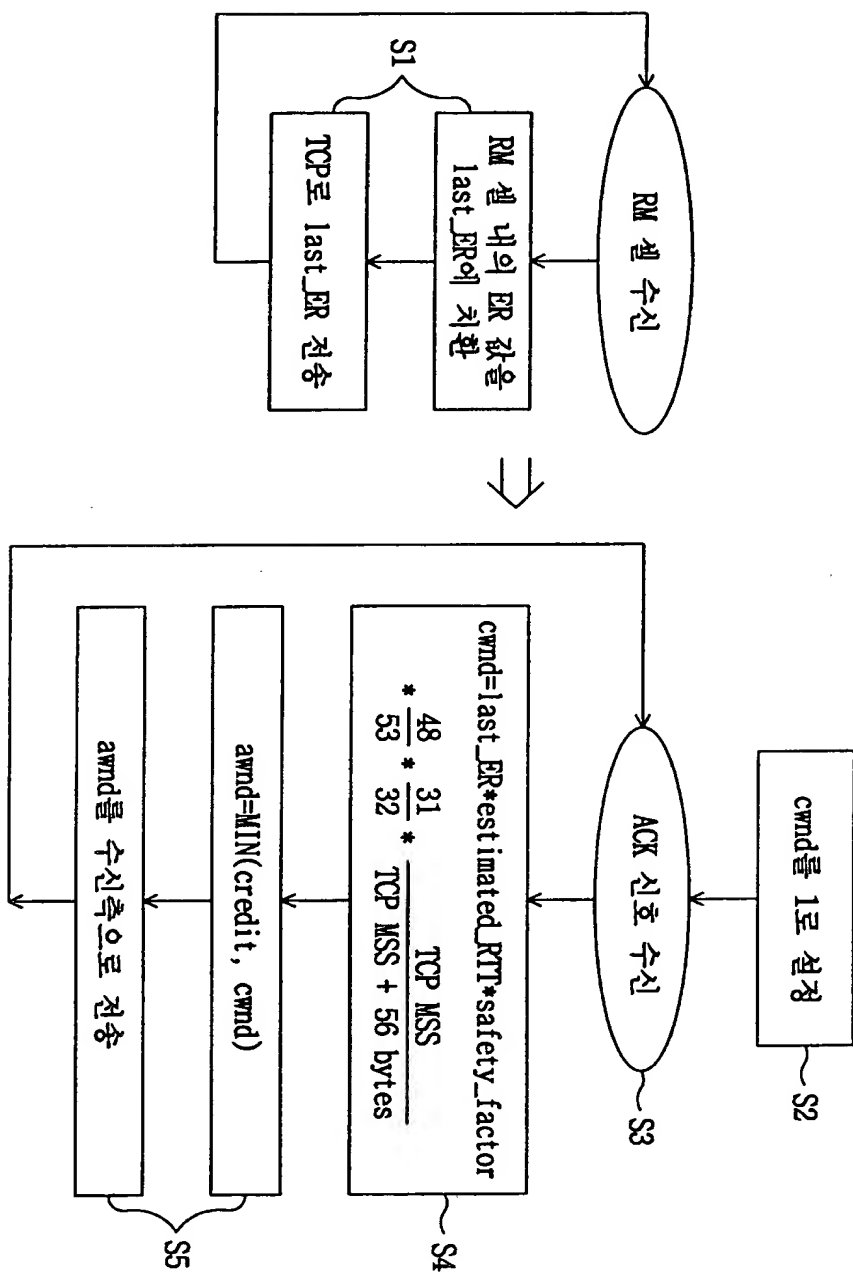 RM 셀 수신
RM 셀 내의 ER 값을
last_ER에 치환
TCP로 last_ER 전송
S1
cwnd를 1로 설정
S2
ACK 신호 수신
S3
cwnd=last_ER*estimated_RTT*safety_factor
* 48/53 * 31/32 * TCP MSS/TCP MSS + 56 bytes
S4
awnd=MIN(credit, cwnd)
awnd를 수신측으로 전송
S5